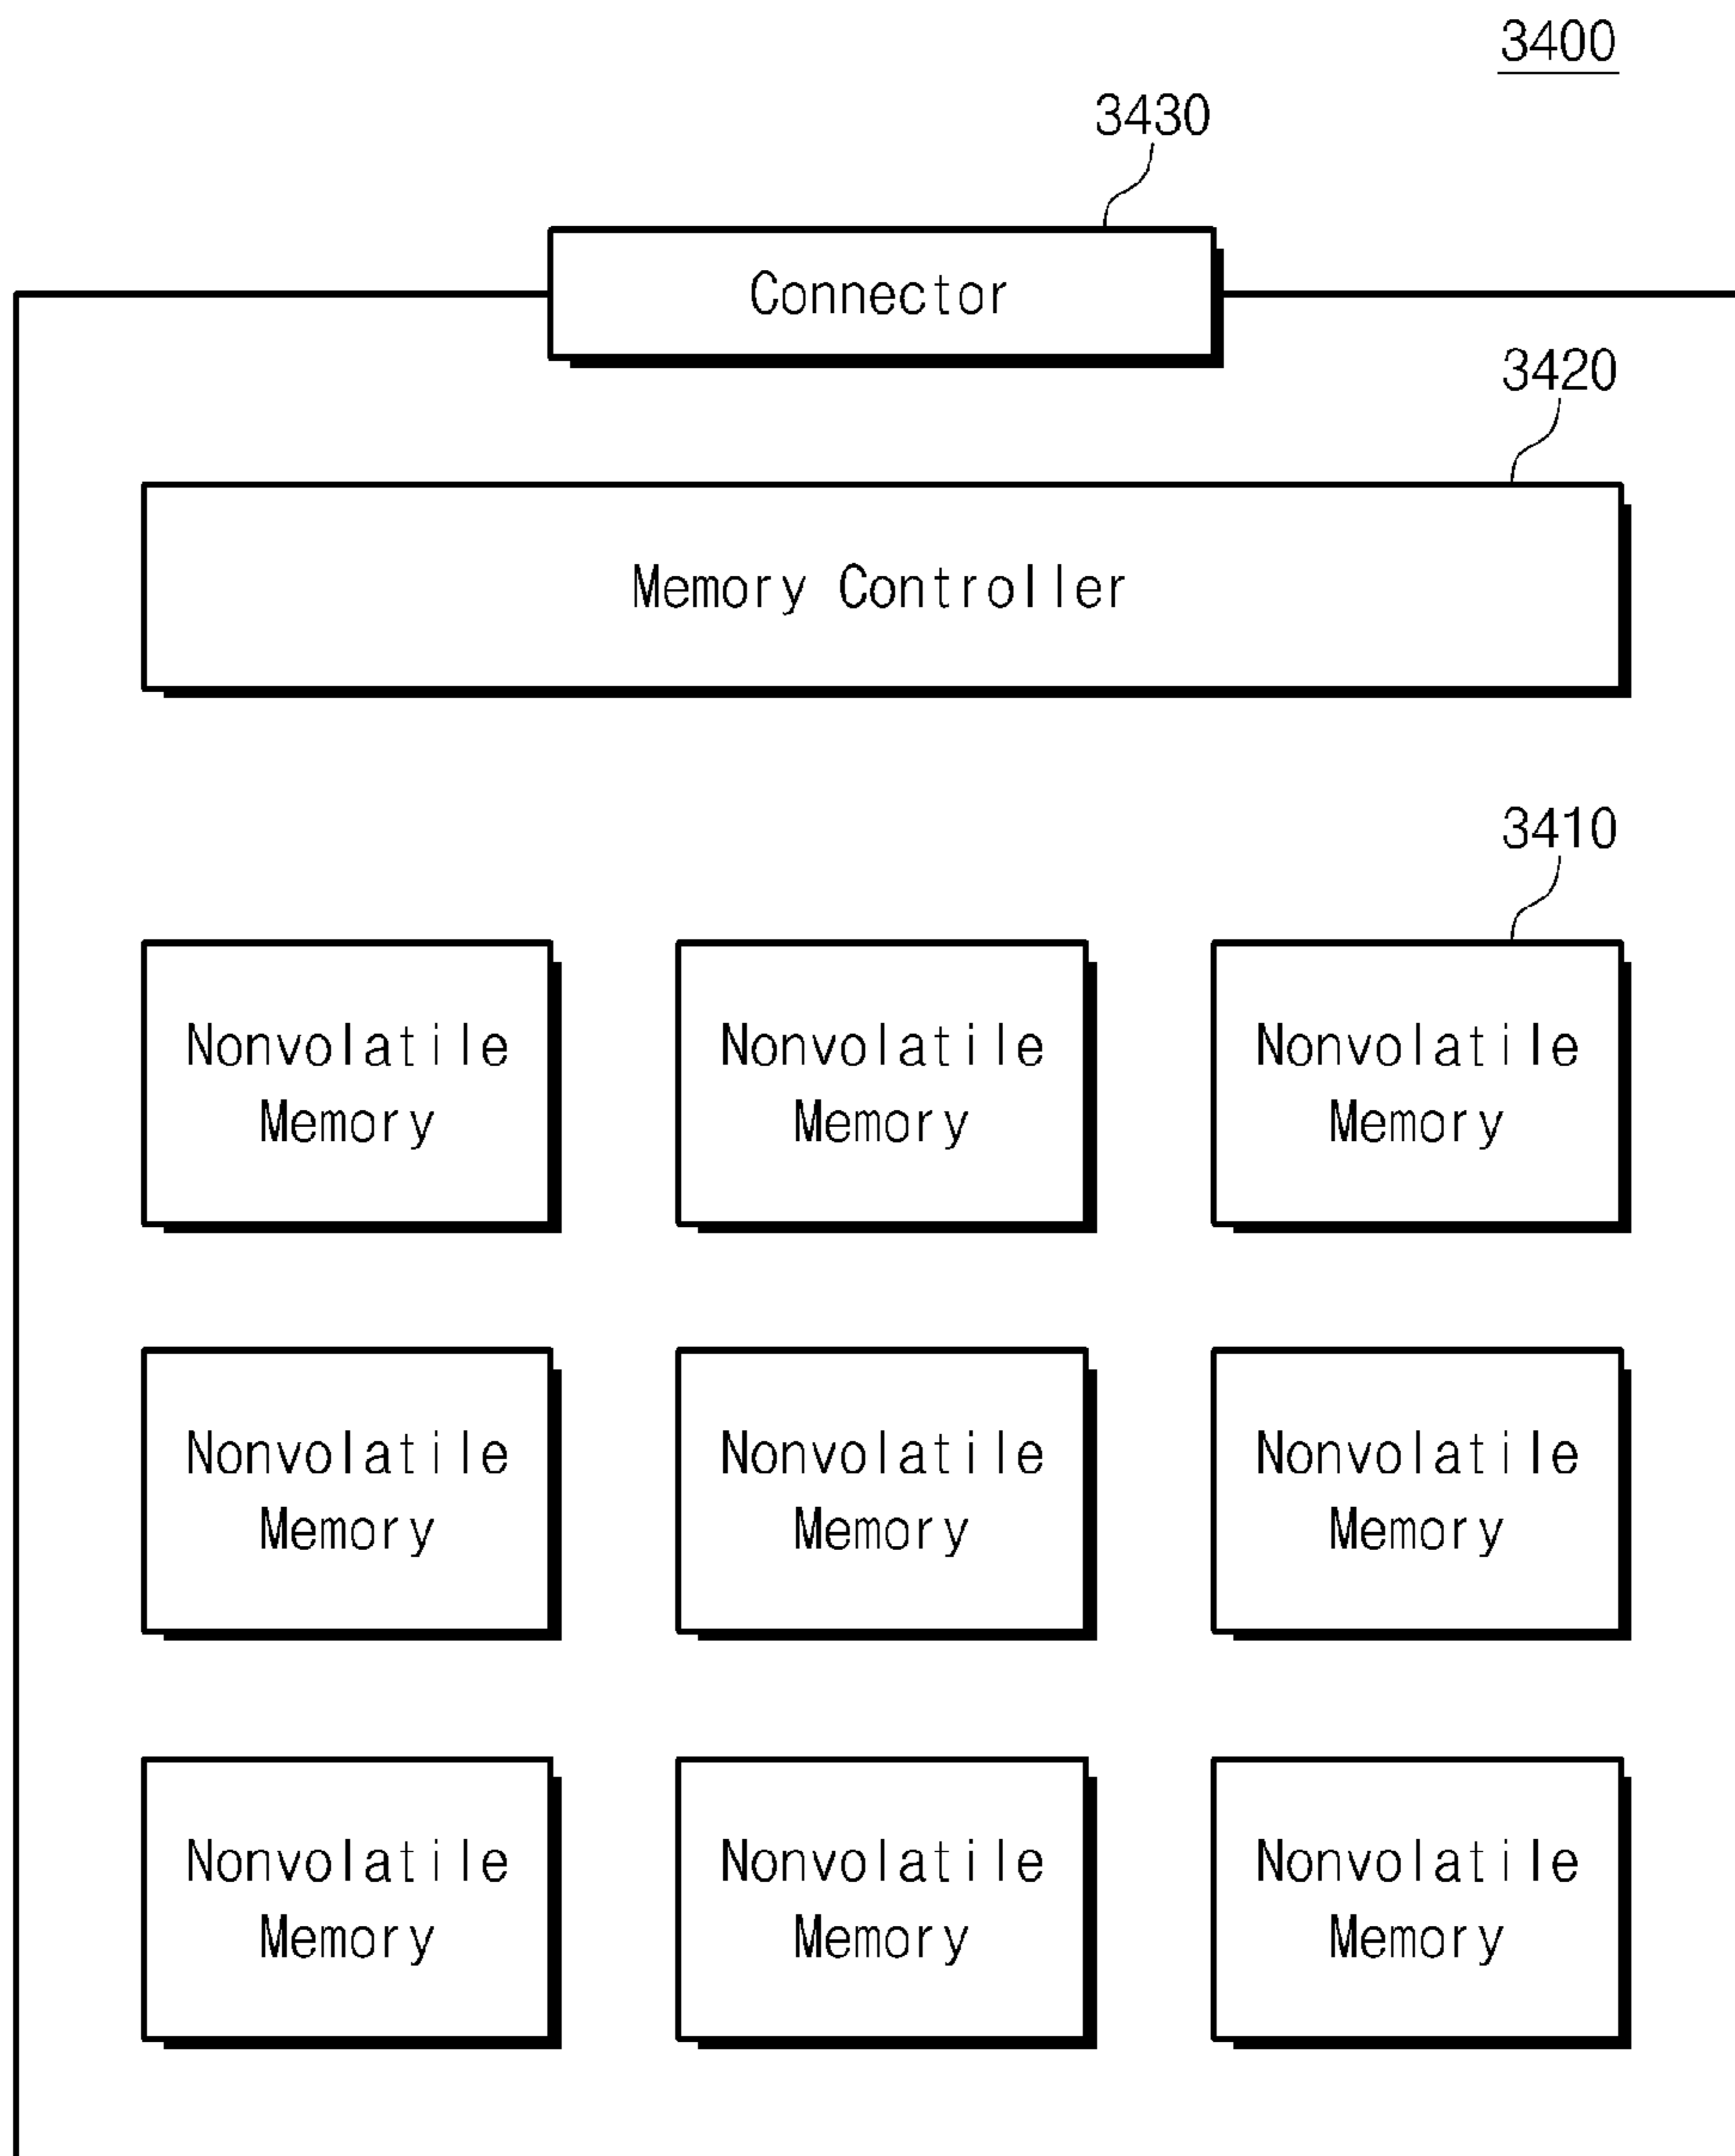 3400
3430
Connector
3420
Memory Controller
3410
Nonvolatile
Memory
Nonvolatile
Memory
Nonvolatile
Memory
Nonvolatile
Memory
Nonvolatile
Memory
Nonvolatile
Memory
Nonvolatile
Memory
Nonvolatile
Memory
Nonvolatile
Memory